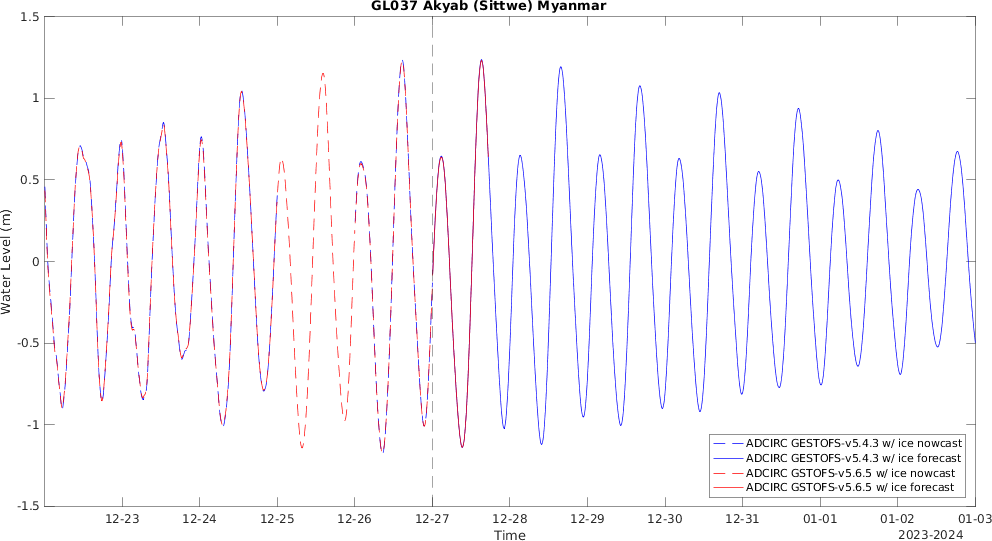 GL037 Akyab (Sittwe) Myanmar
1.5
1
0.5
0
-0.5
-1
-1.5
Water Level (m)
ADCIRC GESTOFS-v5.4.3 w/ ice nowcast
ADCIRC GESTOFS-v5.4.3 w/ ice forecast
ADCIRC GSTOFS-v5.6.5 w/ ice nowcast
ADCIRC GSTOFS-v5.6.5 w/ ice forecast
12-23 12-24 12-25 12-26 12-27 12-28 12-29 12-30 12-31 01-01 01-02 01-03
Time
2023-2024